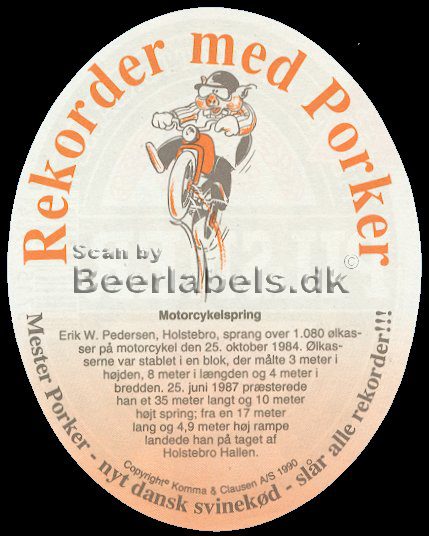 Rekorder med Porker
Scan by
Beerlabels.dk ©
Motorcykelspring
Erik W. Pedersen, Holstebro, sprang over 1.080 ølkas-
ser på motorcykel den 25. oktober 1984. Ølkas-
serne var stablet i en blok, der målte 3 meter i
højden, 8 meter i længden og 4 meter i
bredden. 25. juni 1987 præsterede
han et 35 meter langt og 10 meter
højt spring; fra en 17 meter
lang og 4,9 meter høj rampe
landede han på taget af
Holstebro Hallen.
Copyright© Komma & Clausen A/S 1990
Mester Porker - nyt dansk svinekød - slår alle rekorder!!!